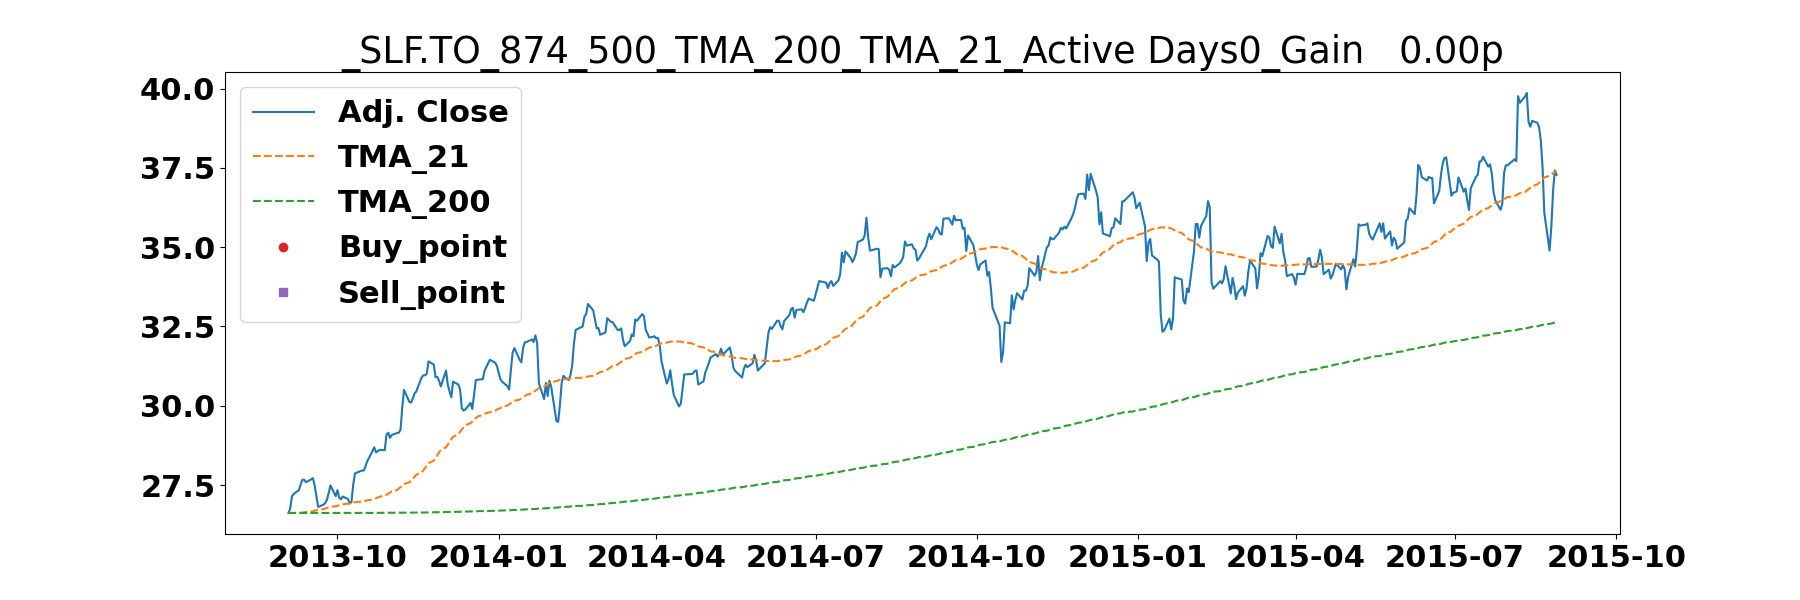 _SLF.TO_874_500_TMA_200_TMA_21_Active Days0_Gain   0.00p
40.0
37.5
35.0
32.5
30.0
27.5
Adj. Close
TMA_21
TMA_200
Buy_point
Sell_point
2013-10 2014-01 2014-04 2014-07 2014-10 2015-01 2015-04 2015-07 2015-10